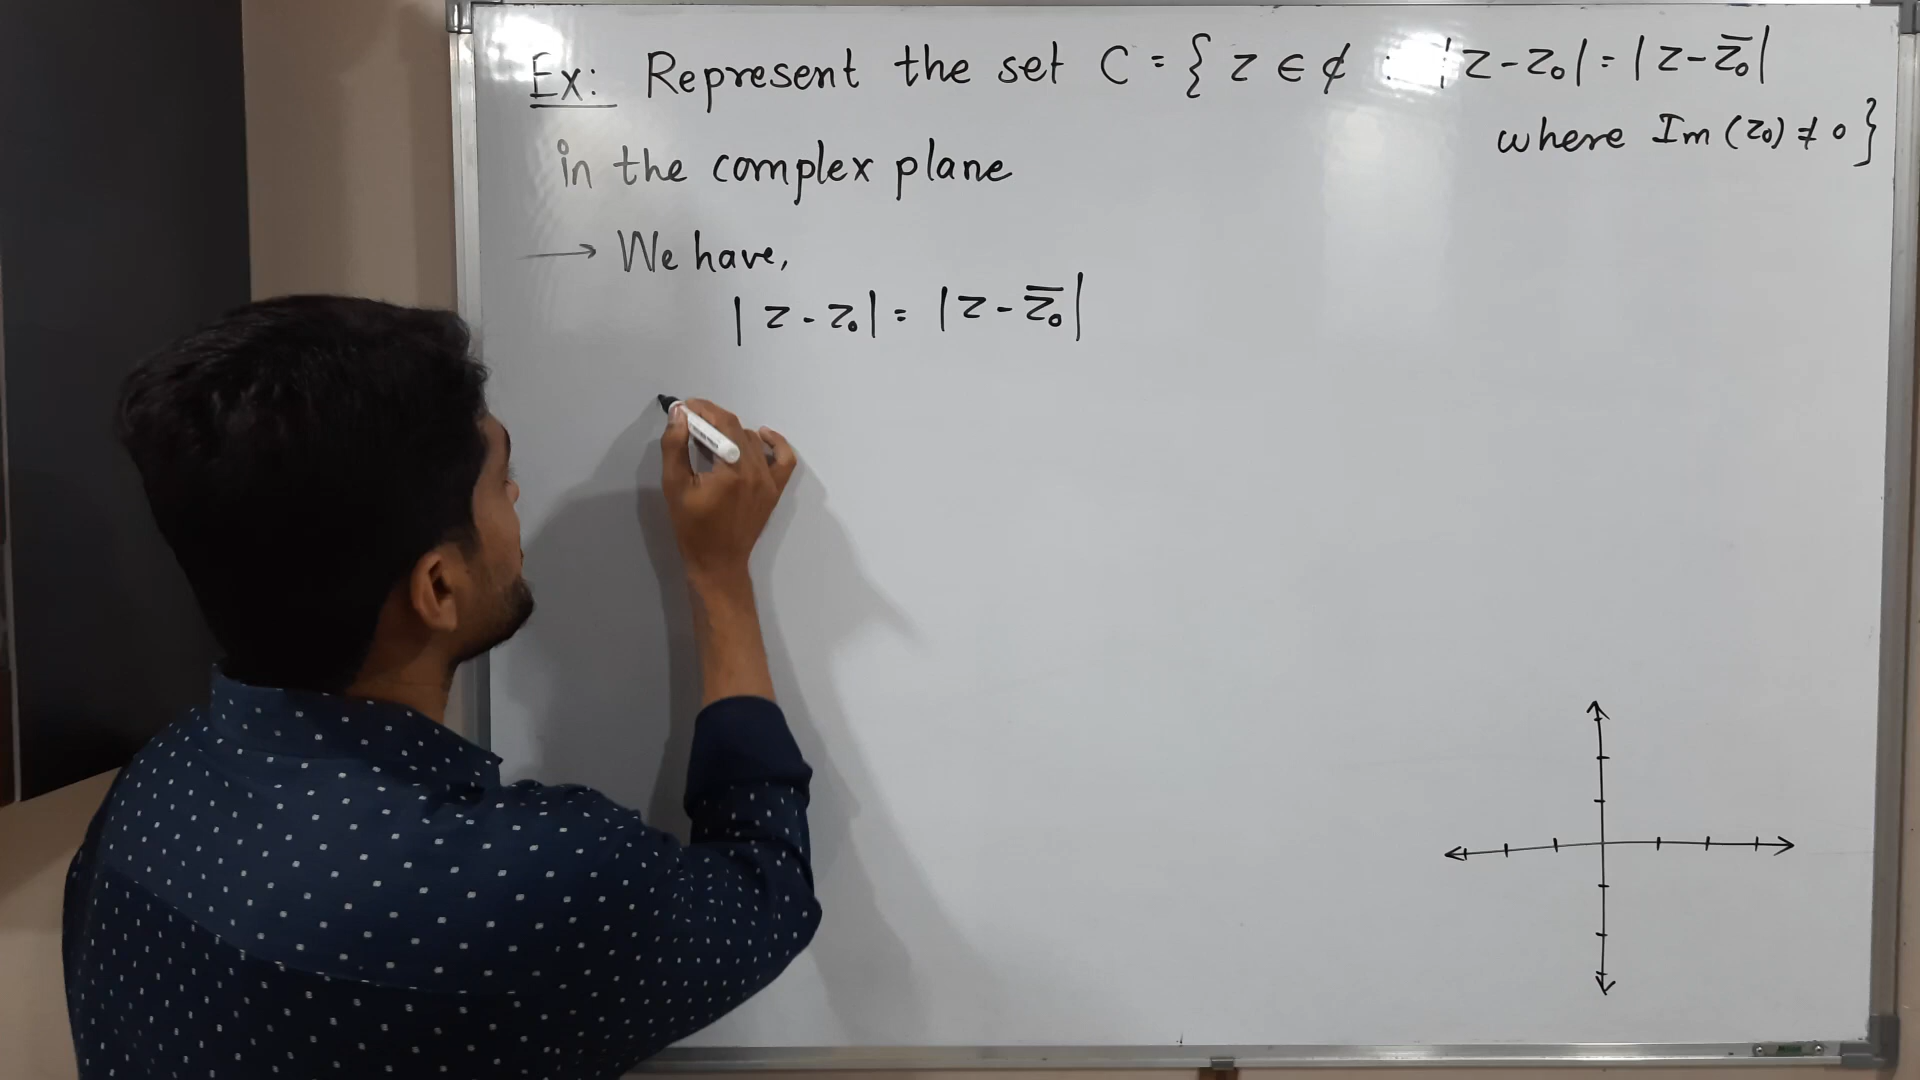 Ex: Represent the set C = { z ∈ ₵ : |z - z₀| = |z - z̅₀|
where Im (z₀) ≠ 0 }
in the complex plane
→ We have,
|z - z₀| = |z - z̅₀|